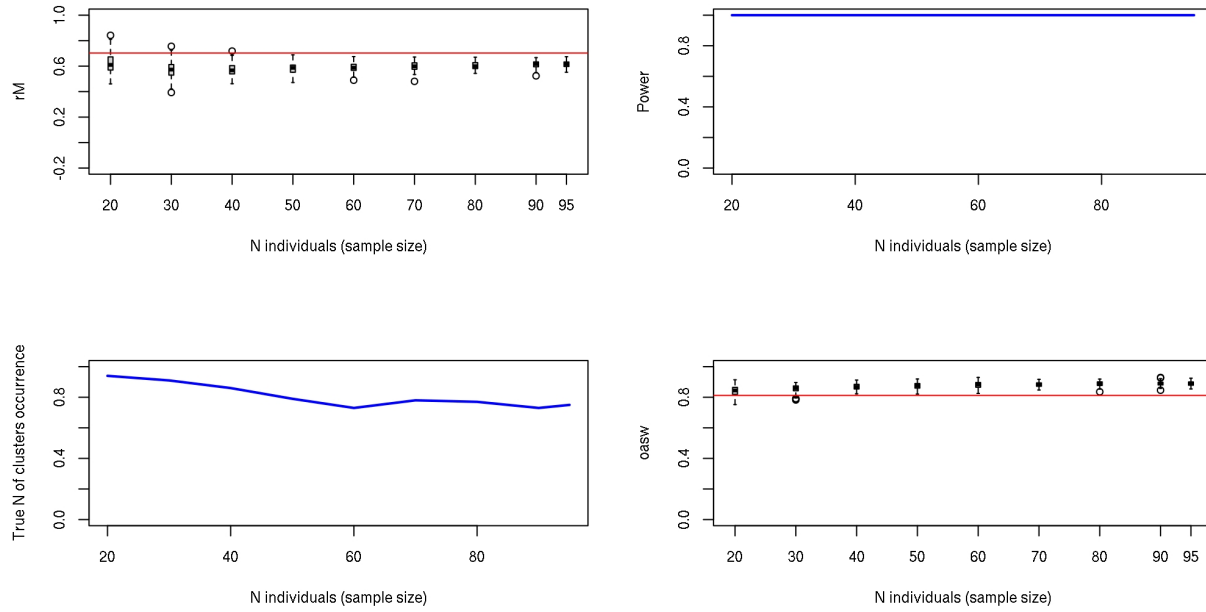 rM
1.0
0.6
0.2
-0.2
20 30 40 50 60 70 80 90 95
N individuals (sample size)
Power
0.8
0.4
0.0
20 40 60 80
N individuals (sample size)
True N of clusters occurrence
0.8
0.4
0.0
20 40 60 80
N individuals (sample size)
oasw
0.8
0.4
0.0
20 30 40 50 60 70 80 90 95
N individuals (sample size)